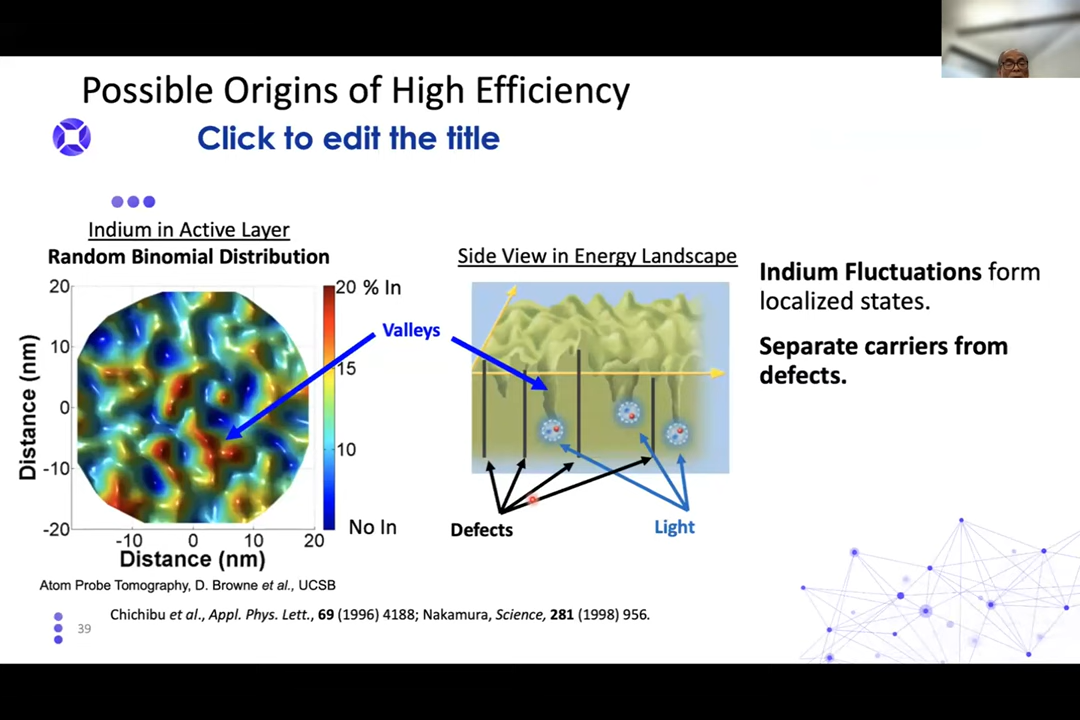 Possible Origins of High Efficiency
Click to edit the title
Indium in Active Layer
Random Binomial Distribution
20
10
0
-10
-20
Distance (nm)
-10
0
10
20
Distance (nm)
20 % In
15
10
No In
Valleys
Side View in Energy Landscape
Defects
Light
Indium Fluctuations form
localized states.
Separate carriers from
defects.
Atom Probe Tomography, D. Browne et al., UCSB
Chichibu et al., Appl. Phys. Lett., 69 (1996) 4188; Nakamura, Science, 281 (1998) 956.
39